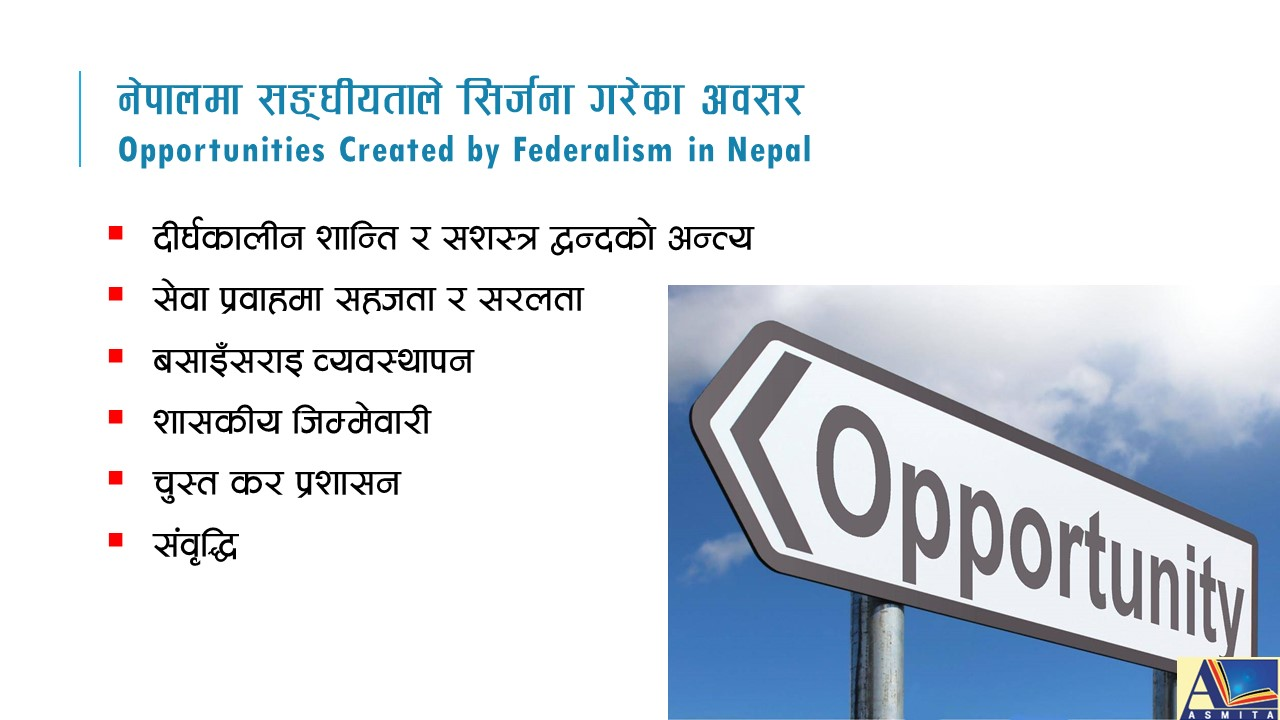 नेपालमा सङ्घीयताले सिर्जना गरेका अवसर
Opportunities Created by Federalism in Nepal
दीर्घकालीन शान्ति र सशस्त्र द्वन्दको अन्त्य
सेवा प्रवाहमा सहजता र सरलता
बसाइँसराइ व्यवस्थापन
शासकीय जिम्मेवारी
चुस्त कर प्रशासन
संवृद्धि
Opportunity
ASMITA